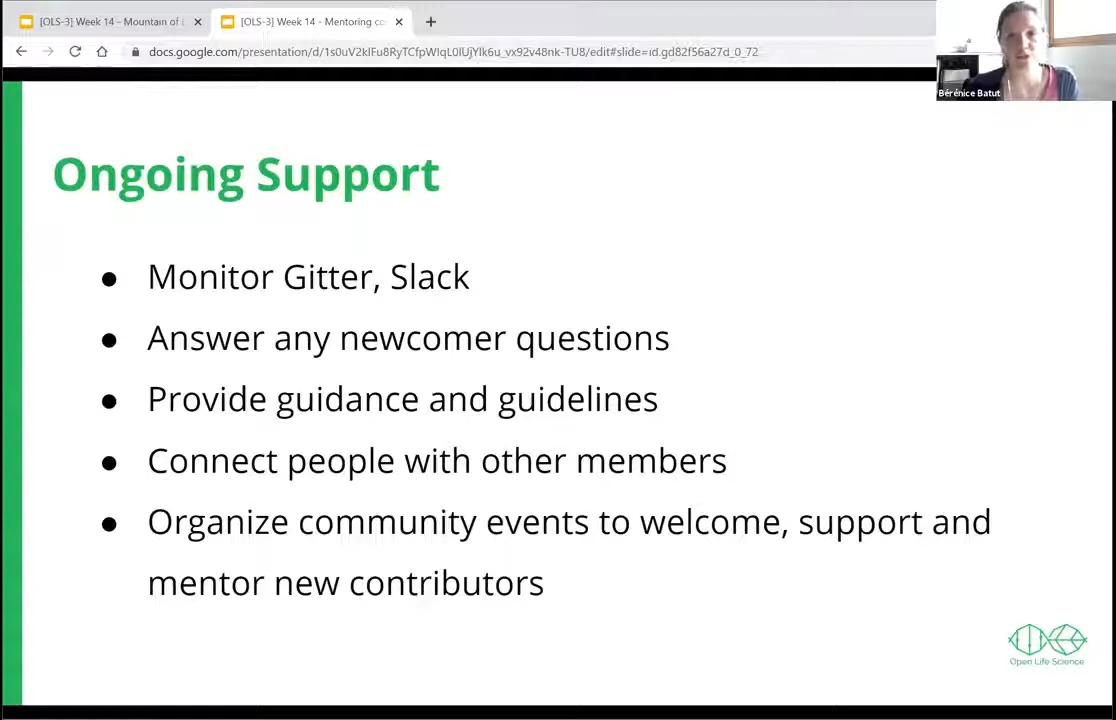 [OLS-3] Week 14 - Mountain of
[OLS-3] Week 14 - Mentoring co
docs.google.com/presentation/d/1s0uV2kIFu8RyTCfpWIqL0lUjYlk6u_vx92v48nk-TU8/edit#slide=id.gd82f56a27d_0_72
Bérénice Batut
Ongoing Support
● Monitor Gitter, Slack
● Answer any newcomer questions
● Provide guidance and guidelines
● Connect people with other members
● Organize community events to welcome, support and
mentor new contributors
Open Life Science